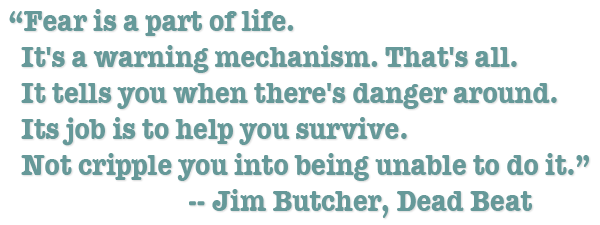 “Fear is a part of life.
It's a warning mechanism. That's all.
It tells you when there's danger around.
Its job is to help you survive.
Not cripple you into being unable to do it.”
-- Jim Butcher, Dead Beat